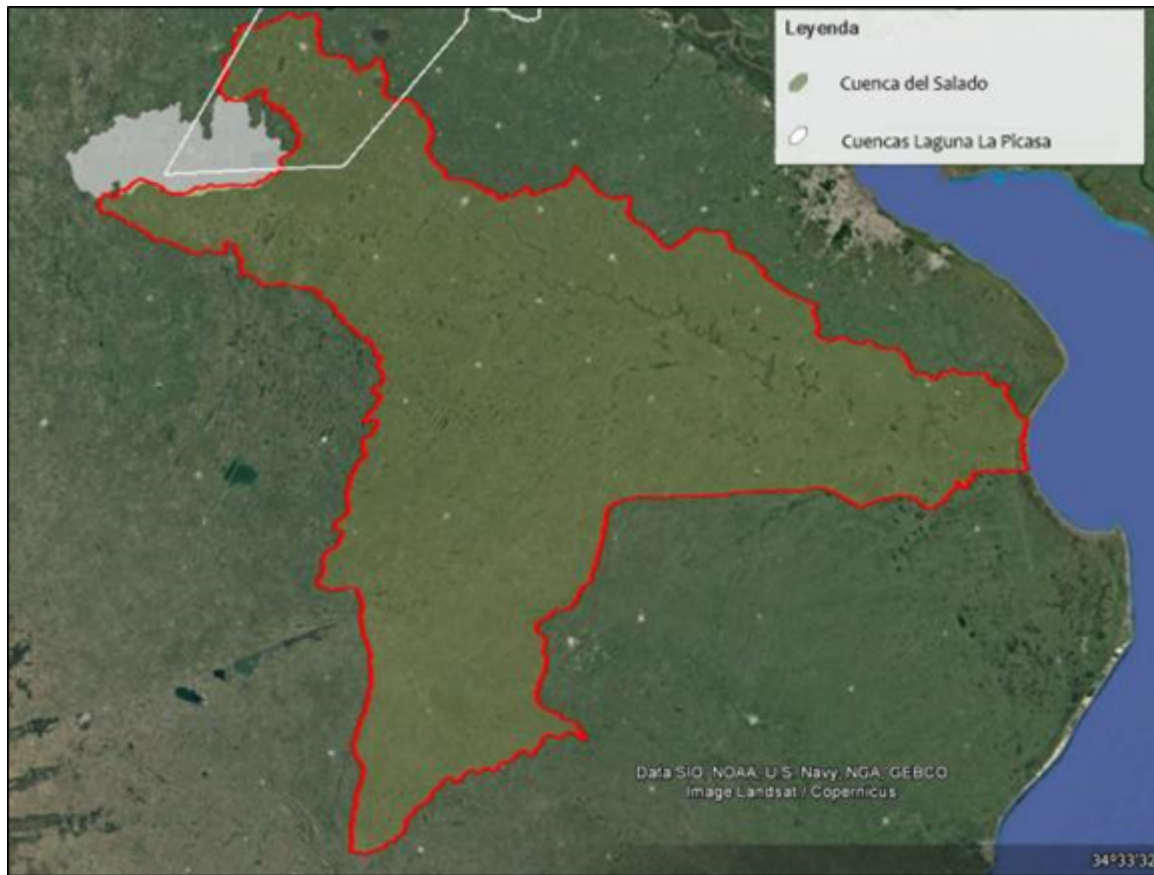 Leyenda
Cuenca del Salado
Cuencas Laguna La Picasa
Data SIO, NOAA, U.S. Navy, NGA, GEBCO
Image Landsat / Copernicus
34°33'32